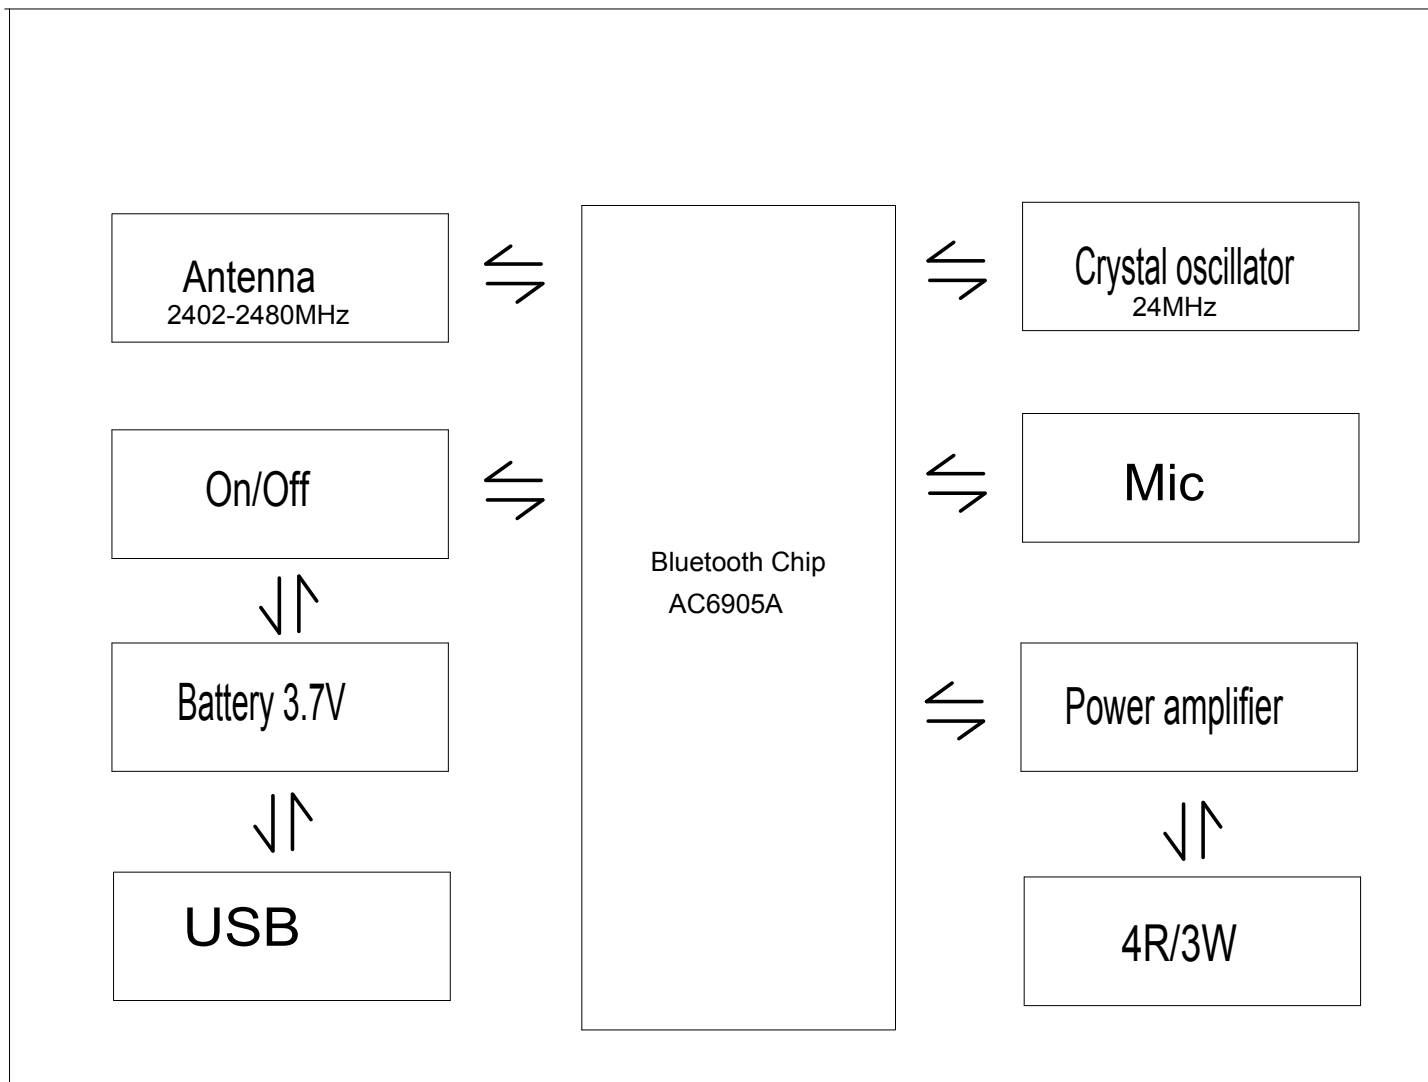 Antenna
2402-2480MHz
On/Off
Battery 3.7V
USB
Bluetooth Chip
AC6905A
Crystal oscillator
24MHz
Mic
Power amplifier
4R/3W